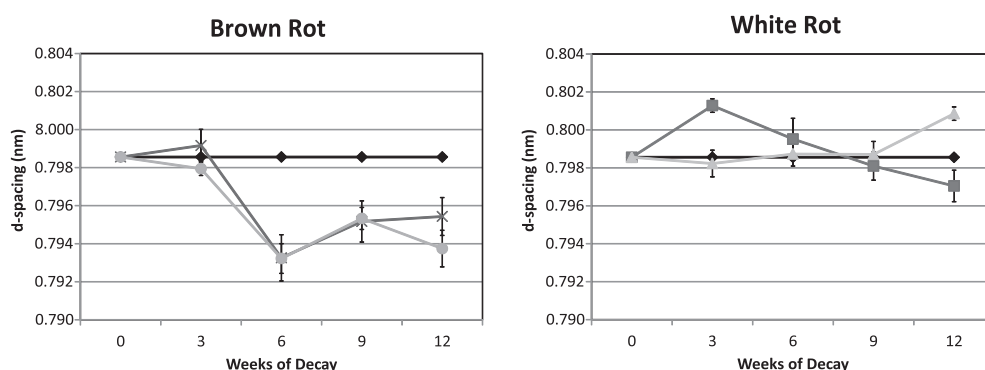 Brown Rot
0.804
0.802
8.000
0.798
0.796
0.794
0.792
0.790
d-spacing (nm)
0 3 6 9 12
Weeks of Decay
White Rot
0.804
0.802
0.800
0.798
0.796
0.794
0.792
0.790
d-spacing (nm)
0 3 6 9 12
Weeks of Decay